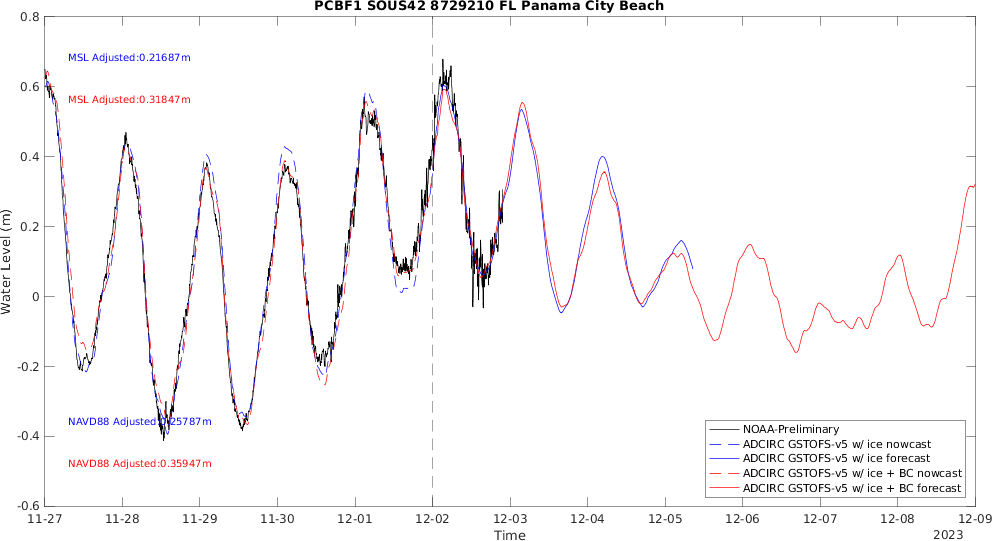 PCBF1 SOUS42 8729210 FL Panama City Beach
0.8
MSL Adjusted:0.21687m
0.6
MSL Adjusted:0.31847m
0.4
0.2
Water Level (m)
0
-0.2
NAVD88 Adjusted:0.25787m
-0.4
NAVD88 Adjusted:0.35947m
-0.6
NOAA-Preliminary
ADCIRC GSTOFS-v5 w/ ice nowcast
ADCIRC GSTOFS-v5 w/ ice forecast
ADCIRC GSTOFS-v5 w/ ice + BC nowcast
ADCIRC GSTOFS-v5 w/ ice + BC forecast
11-27 11-28 11-29 11-30 12-01 12-02 12-03 12-04 12-05 12-06 12-07 12-08 12-09
Time
2023